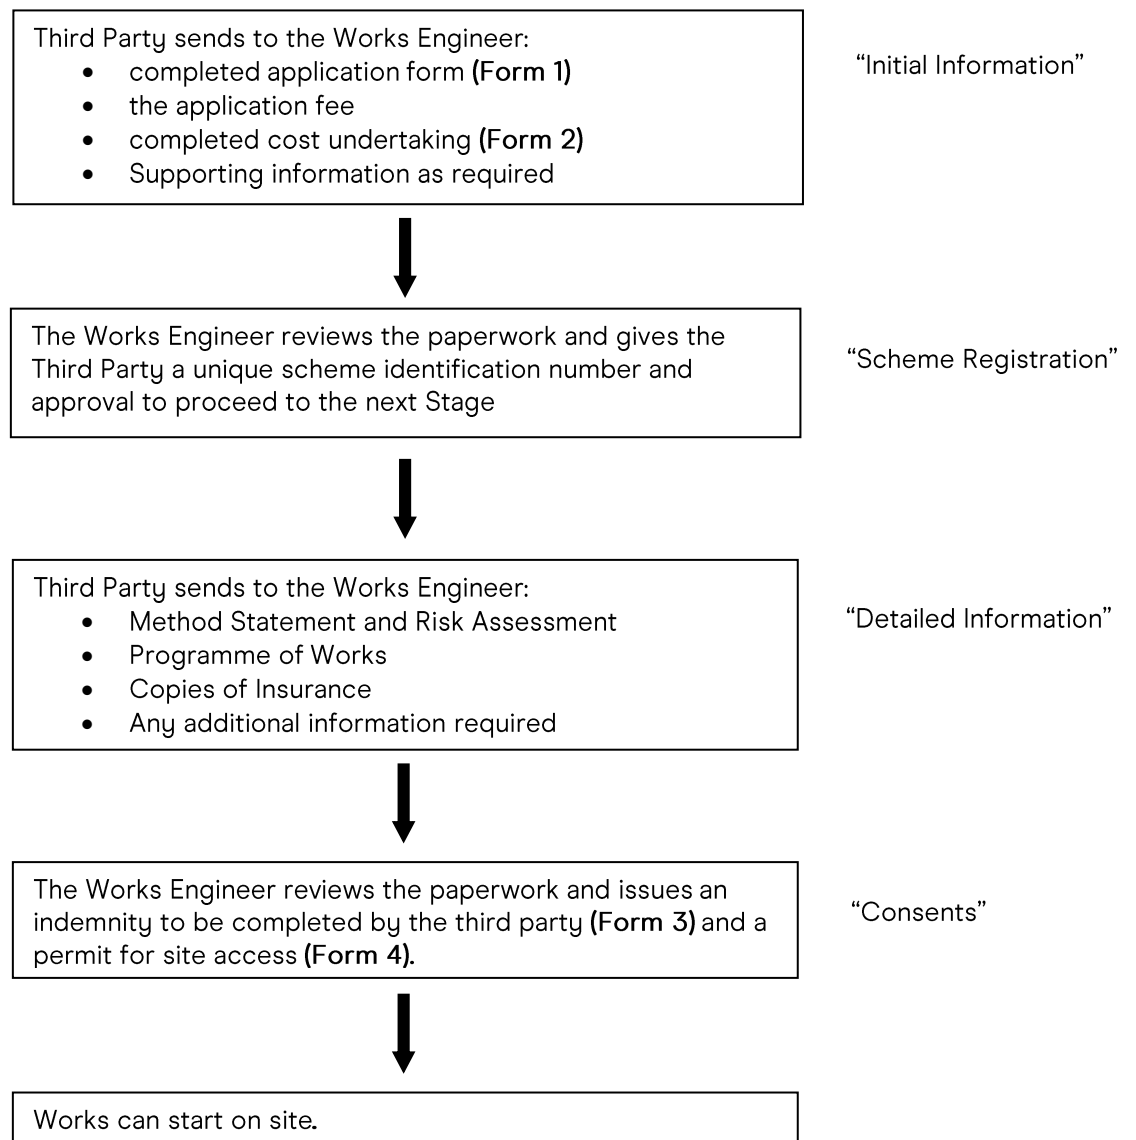 Third Party sends to the Works Engineer:
• completed application form (Form 1)
• the application fee
• completed cost undertaking (Form 2)
• Supporting information as required
“Initial Information”
The Works Engineer reviews the paperwork and gives the
Third Party a unique scheme identification number and
approval to proceed to the next Stage
“Scheme Registration”
Third Party sends to the Works Engineer:
• Method Statement and Risk Assessment
• Programme of Works
• Copies of Insurance
• Any additional information required
“Detailed Information”
The Works Engineer reviews the paperwork and issues an
indemnity to be completed by the third party (Form 3) and a
permit for site access (Form 4).
“Consents”
Works can start on site.